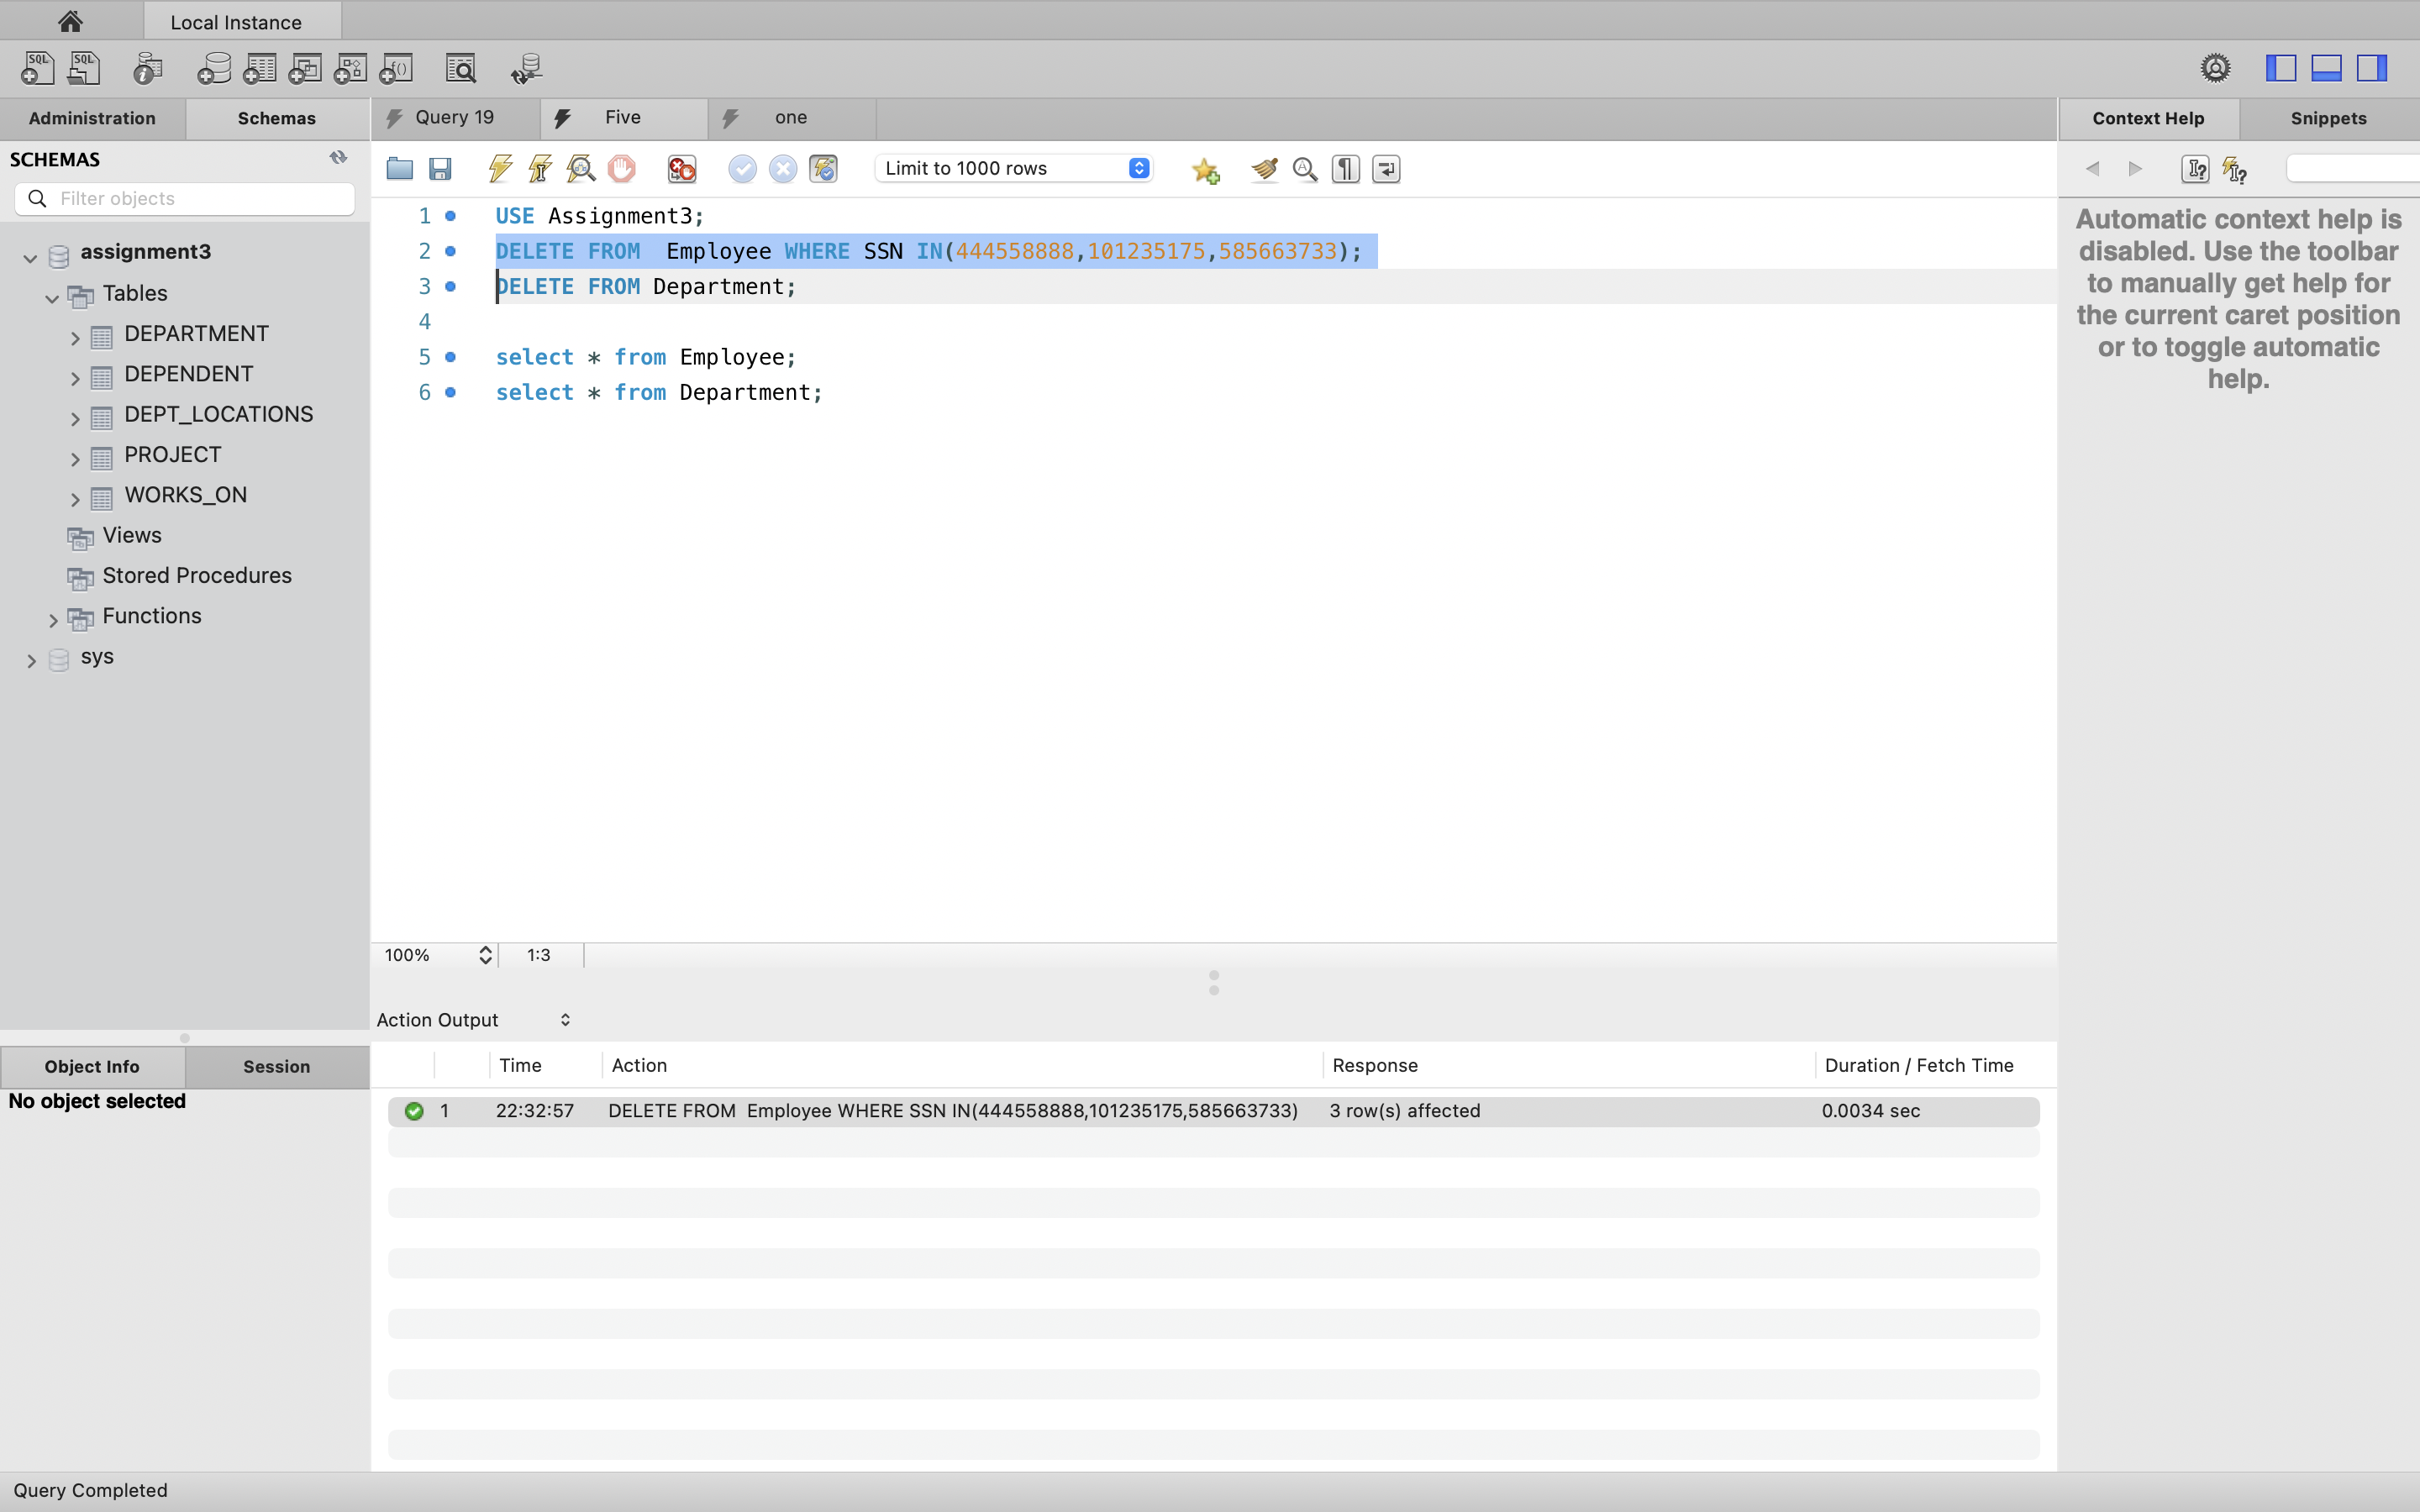 Local Instance
SQL SQL
Administration Schemas
Query 19 Five one
Context Help Snippets
SCHEMAS
Filter objects
Limit to 1000 rows
assignment3
Tables
DEPARTMENT
DEPENDENT
DEPT_LOCATIONS
PROJECT
WORKS_ON
Views
Stored Procedures
Functions
sys
1 USE Assignment3;
2 DELETE FROM  Employee WHERE SSN IN(444558888,101235175,585663733);
3 DELETE FROM Department;
4
5 select * from Employee;
6 select * from Department;
Automatic context help is
disabled. Use the toolbar
to manually get help for
the current caret position
or to toggle automatic
help.
100% 1:3
Action Output
Object Info Session
No object selected
Time Action Response Duration / Fetch Time
1 22:32:57 DELETE FROM  Employee WHERE SSN IN(444558888,101235175,585663733) 3 row(s) affected 0.0034 sec
Query Completed